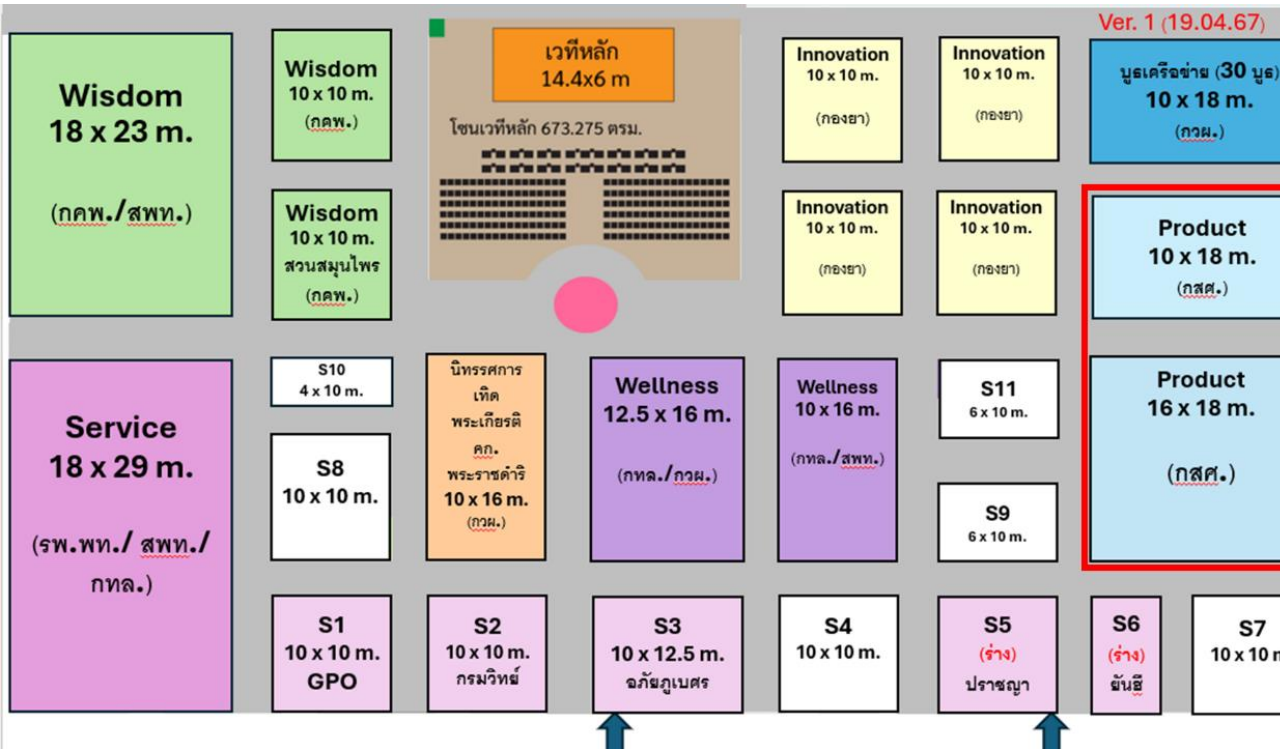 Ver. 1 (19.04.67)
Wisdom
18 x 23 m.
(กคพ./สพท.)
Wisdom
10 x 10 m.
(กคพ.)
เวทีหลัก
14.4x6 m
โซนเวทีหลัก 673.275 ตรม.
Innovation
10 x 10 m.
(กองยา)
Innovation
10 x 10 m.
(กองยา)
บูธเครือข่าย (30 บูธ)
10 x 18 m.
(กวผ.)
Wisdom
10 x 10 m.
สวนสมุนไพร
(กคพ.)
Innovation
10 x 10 m.
(กองยา)
Innovation
10 x 10 m.
(กองยา)
Product
10 x 18 m.
(กสศ.)
Service
18 x 29 m.
(รพ.พท./ สพท./
กทล.)
S10
4 x 10 m.
S8
10 x 10 m.
นิทรรศการ
เทิด
พระเกียรติ
คก.
พระราชดำริ
10 x 16 m.
(กวผ.)
Wellness
12.5 x 16 m.
(กทล./กวผ.)
Wellness
10 x 16 m.
(กทล./สพท.)
S11
6 x 10 m.
S9
6 x 10 m.
Product
16 x 18 m.
(กสศ.)
S1
10 x 10 m.
GPO
S2
10 x 10 m.
กรมวิทย์
S3
10 x 12.5 m.
อภัยภูเบศร
S4
10 x 10 m.
S5
(ร่าง)
ปราชญา
S6
(ร่าง)
ยันฮี
S7
10 x 10 m